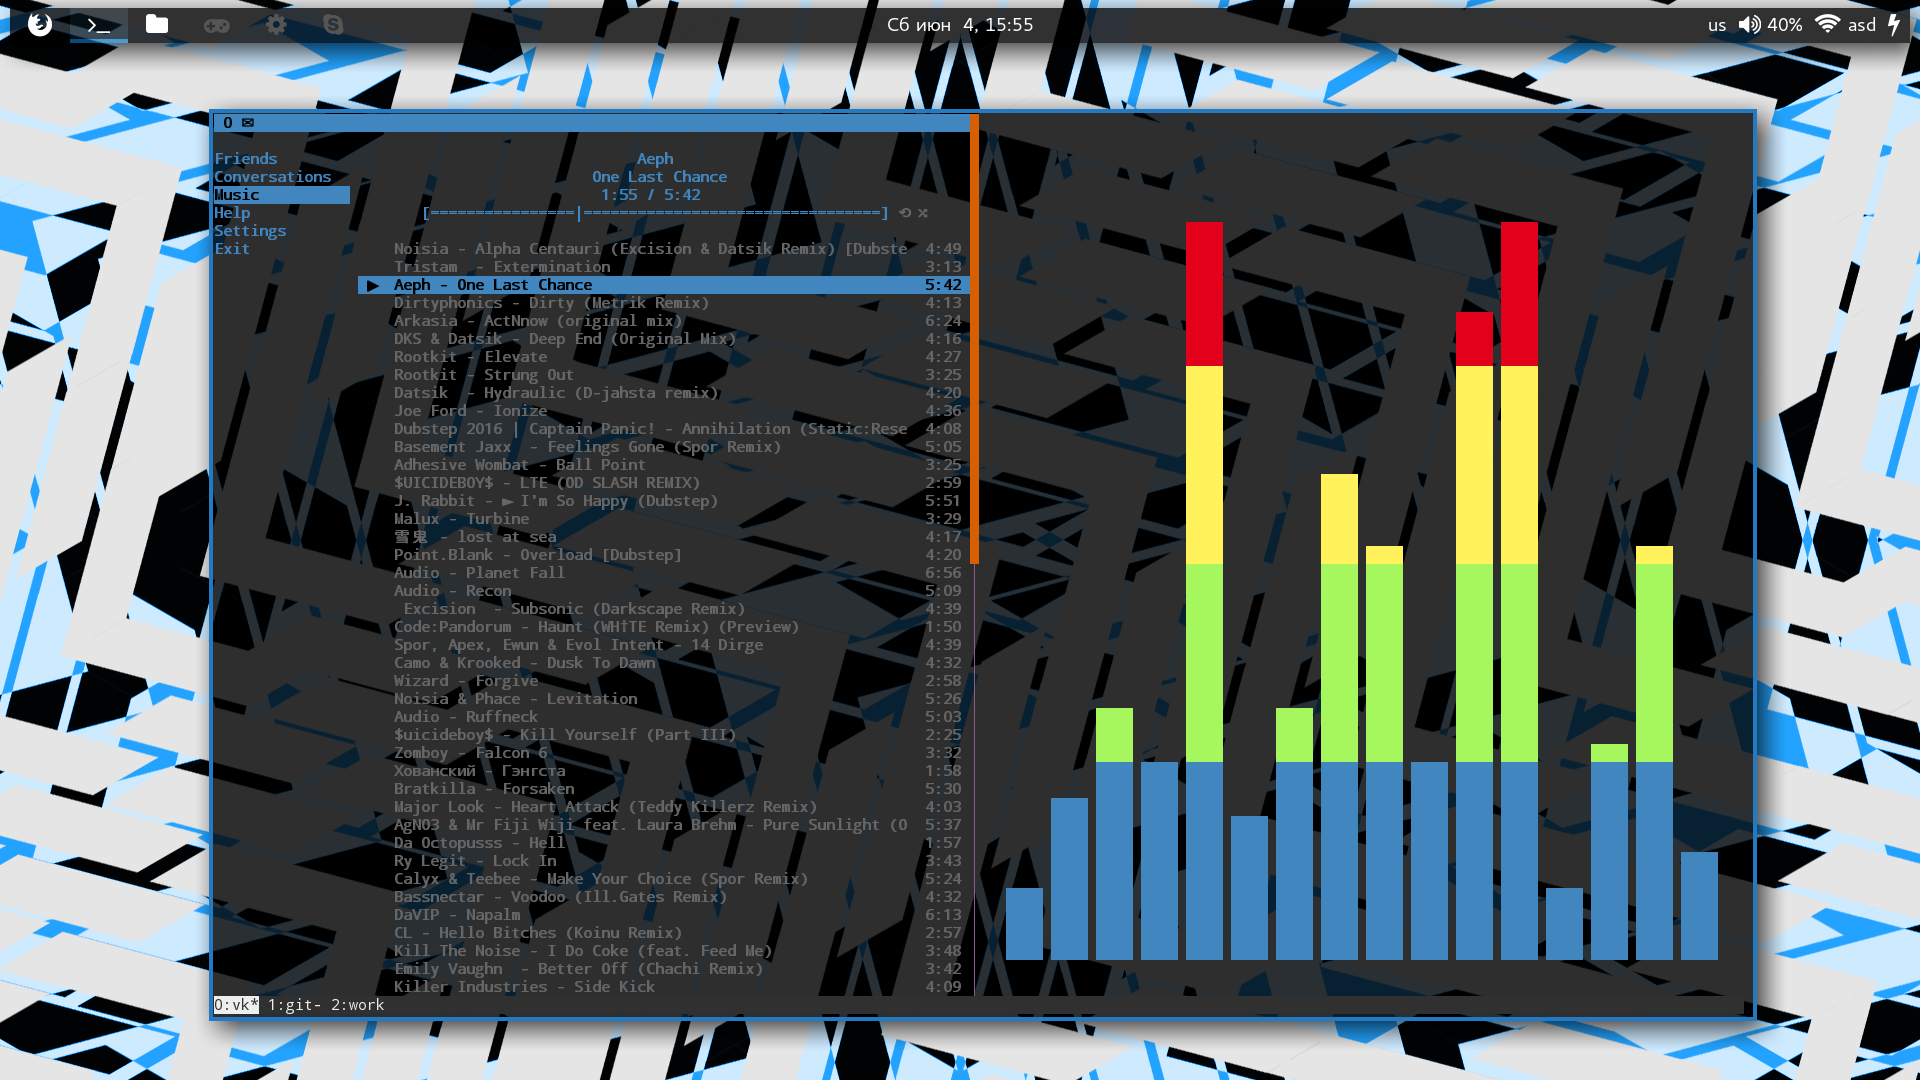 Сб июн 4, 15:55
us 40% asd
0 ✉
Friends
Conversations
Music
Help
Settings
Exit
Aeph
One Last Chance
1:55 / 5:42
[================|=================================] ⟲ ⤨
Noisia - Alpha Centauri (Excision & Datsik Remix) [Dubste 4:49
Tristam  - Extermination 3:13
▶ Aeph - One Last Chance 5:42
Dirtyphonics - Dirty (Metrik Remix) 4:13
Arkasia - ActNnow (original mix) 6:24
DKS & Datsik - Deep End (Original Mix) 4:16
Rootkit - Elevate 4:27
Rootkit - Strung Out 3:25
Datsik  - Hydraulic (D-jahsta remix) 4:20
Joe Ford - Ionize 4:36
Dubstep 2016 | Captain Panic! - Annihilation (Static:Rese 4:08
Basement Jaxx  - Feelings Gone (Spor Remix) 5:05
Adhesive Wombat - Ball Point 3:25
$UICIDEBOY$ - LTE (OD SLASH REMIX) 2:59
J. Rabbit - ► I'm So Happy (Dubstep) 5:51
Malux - Turbine 3:29
雪鬼 - lost at sea 4:17
Point.Blank - Overload [Dubstep] 4:20
Audio - Planet Fall 6:56
Audio - Recon 5:09
Excision  - Subsonic (Darkscape Remix) 4:39
Code:Pandorum - Haunt (WH†TE Remix) (Preview) 1:50
Spor, Apex, Ewun & Evol Intent - 14 Dirge 4:39
Camo & Krooked - Dusk To Dawn 4:32
Wizard - Forgive 2:58
Noisia & Phace - Levitation 5:26
Audio - Ruffneck 5:03
$uicideboy$ - Kill Yourself (Part III) 2:25
Zomboy - Falcon 6 3:32
Хованский - Гэнгста 1:58
Bratkilla - Forsaken 5:30
Major Look - Heart Attack (Teddy Killerz Remix) 4:03
AgNO3 & Mr Fiji Wiji feat. Laura Brehm - Pure Sunlight (O 5:37
Da Octopusss - Hell 1:57
Ry Legit - Lock In 3:43
Calyx & Teebee - Make Your Choice (Spor Remix) 5:24
Bassnectar - Voodoo (Ill.Gates Remix) 4:32
DaVIP - Napalm 6:13
CL - Hello Bitches (Koinu Remix) 2:57
Kill The Noise - I Do Coke (feat. Feed Me) 3:48
Emily Vaughn  - Better Off (Chachi Remix) 3:42
Killer Industries - Side Kick 4:09
0:vk* 1:git- 2:work